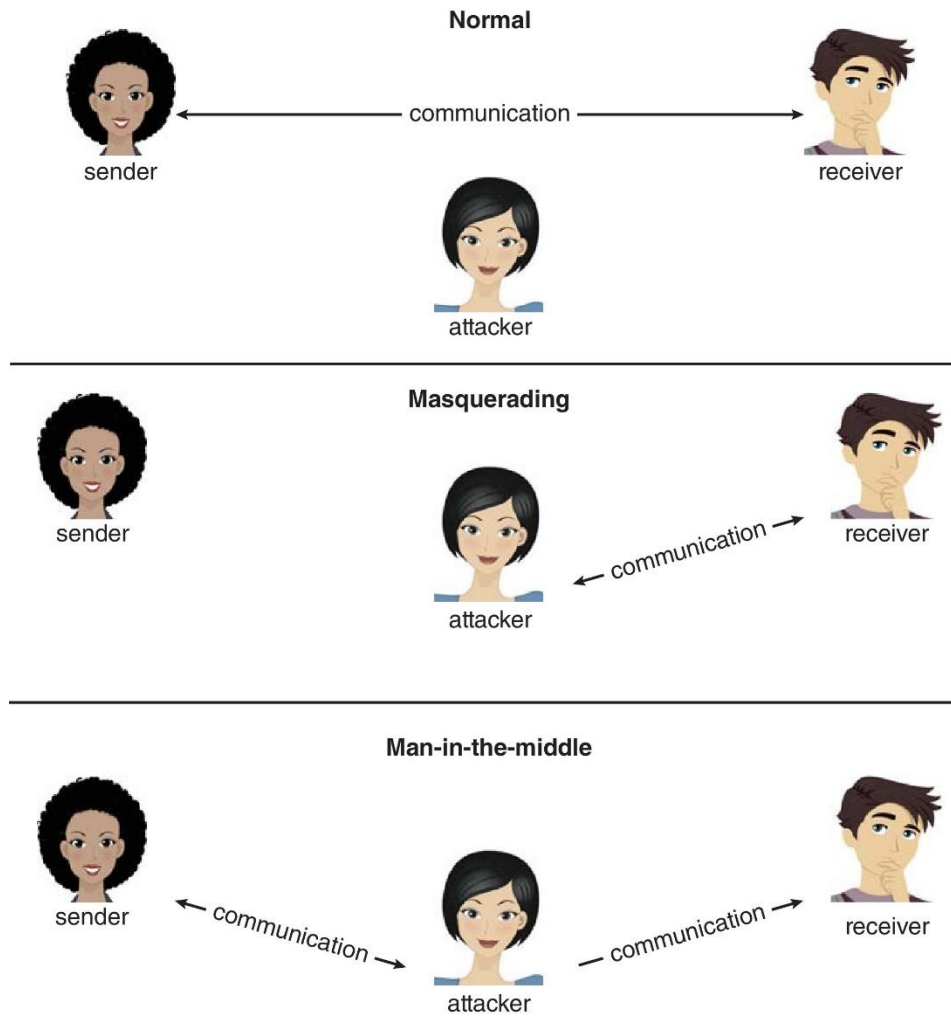 Normal
communication
sender
receiver
attacker
Masquerading
sender
communication
receiver
attacker
Man-in-the-middle
sender
communication
communication
receiver
attacker